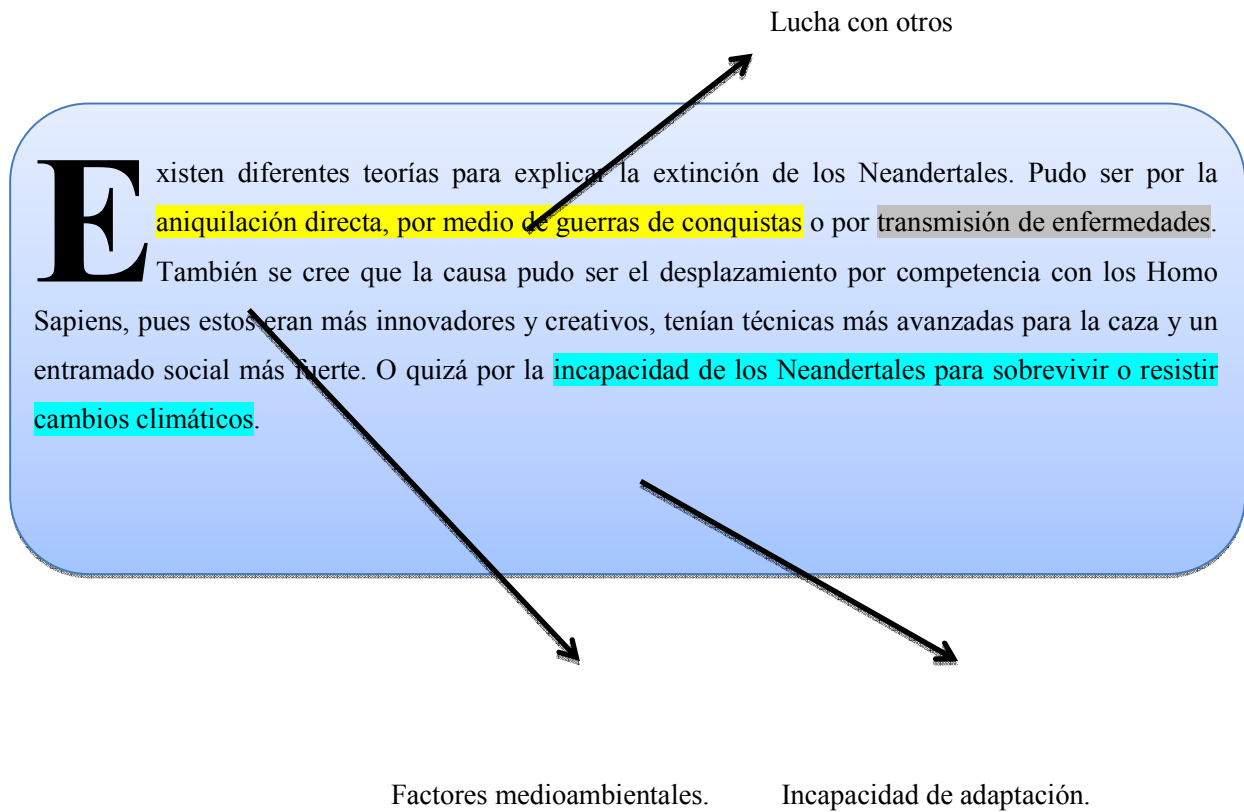 Lucha con otros
Existen diferentes teorías para explicar la extinción de los Neandertales. Pudo ser por la
aniquilación directa, por medio de guerras de conquistas o por transmisión de enfermedades.
También se cree que la causa pudo ser el desplazamiento por competencia con los Homo
Sapiens, pues estos eran más innovadores y creativos, tenían técnicas más avanzadas para la caza y un
entramado social más fuerte. O quizá por la incapacidad de los Neandertales para sobrevivir o resistir
cambios climáticos.
Factores medioambientales. Incapacidad de adaptación.